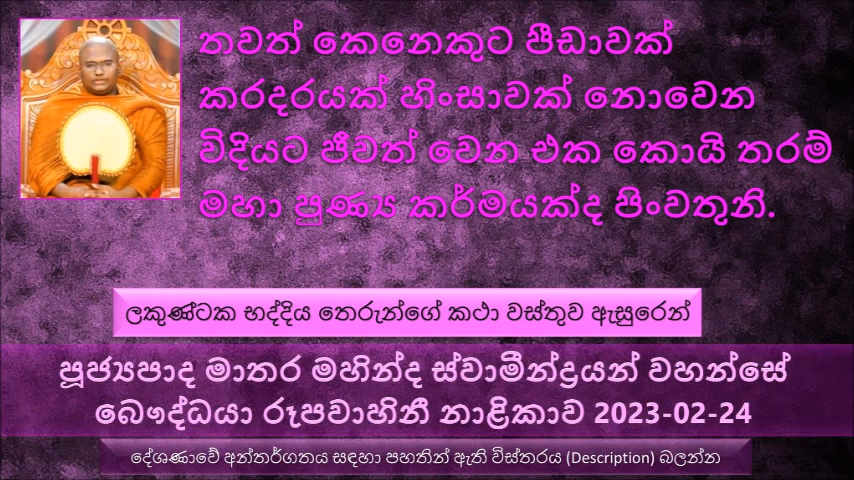 තවත් කෙනෙකුට පීඩාවක්
කරදරයක් හිංසාවක් නොවෙන
විදියට ජීවත් වෙන එක කොයි තරම්
මහා පුණ්‍ය කර්මයක්ද පිංවතුනි.
ලකුණ්ටක භද්දිය තෙරුන්ගේ කථා වස්තුව ඇසුරෙන්
පූජ්‍යපාද මාතර මහින්ද ස්වාමීන්ද්‍රයන් වහන්සේ
බෞද්ධයා රූපවාහිනී නාළිකාව 2023-02-24
දේශණාවේ අන්තර්ගතය සඳහා පහතින් ඇති විස්තරය (Description) බලන්න